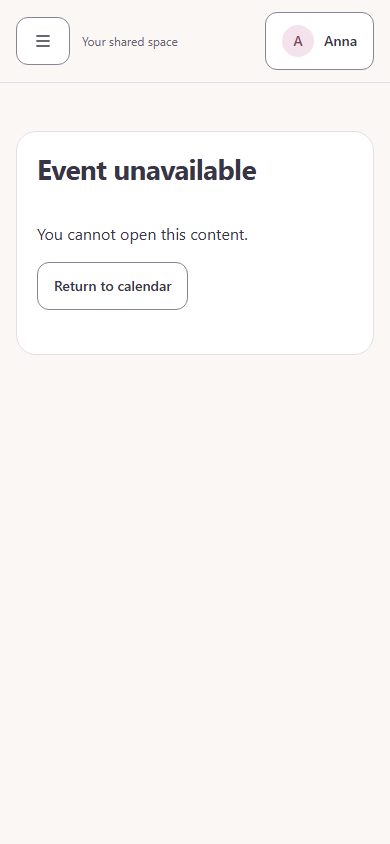 Your shared space
A Anna
Event unavailable
You cannot open this content.
Return to calendar